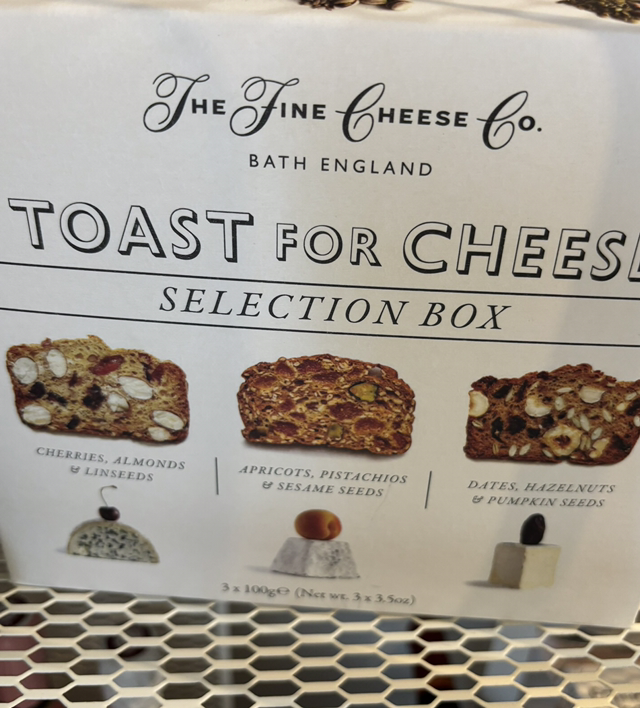 The Fine Cheese Co.
BATH ENGLAND
TOAST FOR CHEESE
SELECTION BOX
CHERRIES, ALMONDS
& LINSEEDS
APRICOTS, PISTACHIOS
& SESAME SEEDS
DATES, HAZELNUTS
& PUMPKIN SEEDS
3 x 100g℮ (Net wt. 3 x 3.5oz)